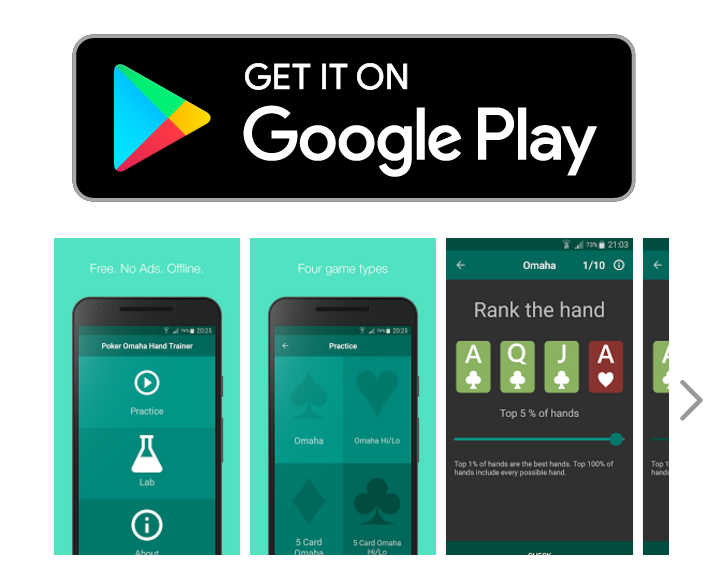 GET IT ON
Google Play
Free. No Ads. Offline.
20:25
Poker Omaha Hand Trainer
Practice
Lab
About
Four game types
20:25
Practice
Omaha
Omaha Hi/Lo
5 Card
Omaha
5 Card Omaha
Hi/Lo
73% 21:03
Omaha 1/10
Rank the hand
A Q J A
Top 5 % of hands
Top 1% of hands are the best hands. Top 100% of
hands include every possible hand.
CHECK
Top 1
hands